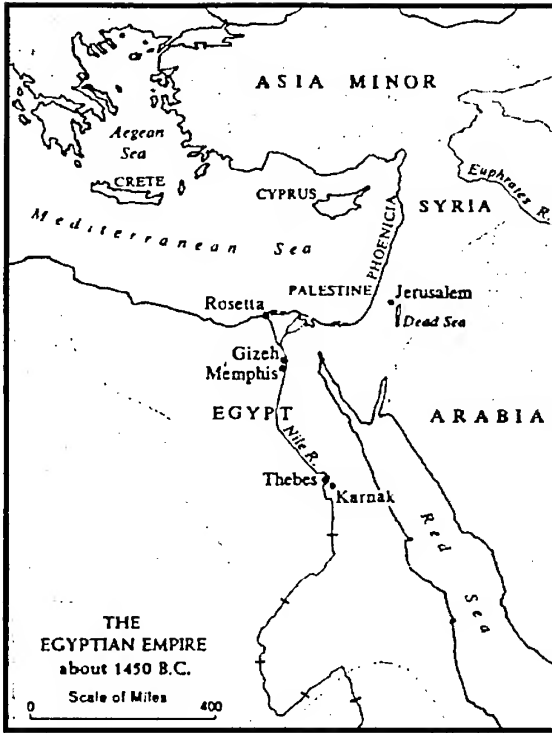 ASIA MINOR
Aegean
Sea
CRETE
CYPRUS
SYRIA
Euphrates R.
Mediterranean Sea
PHOENICIA
PALESTINE
Jerusalem
Dead Sea
Rosetta
Gizeh
Memphis
EGYPT
ARABIA
Nile R.
Thebes
Karnak
Red
Sea
THE
EGYPTIAN EMPIRE
about 1450 B.C.
Scale of Miles
0 400